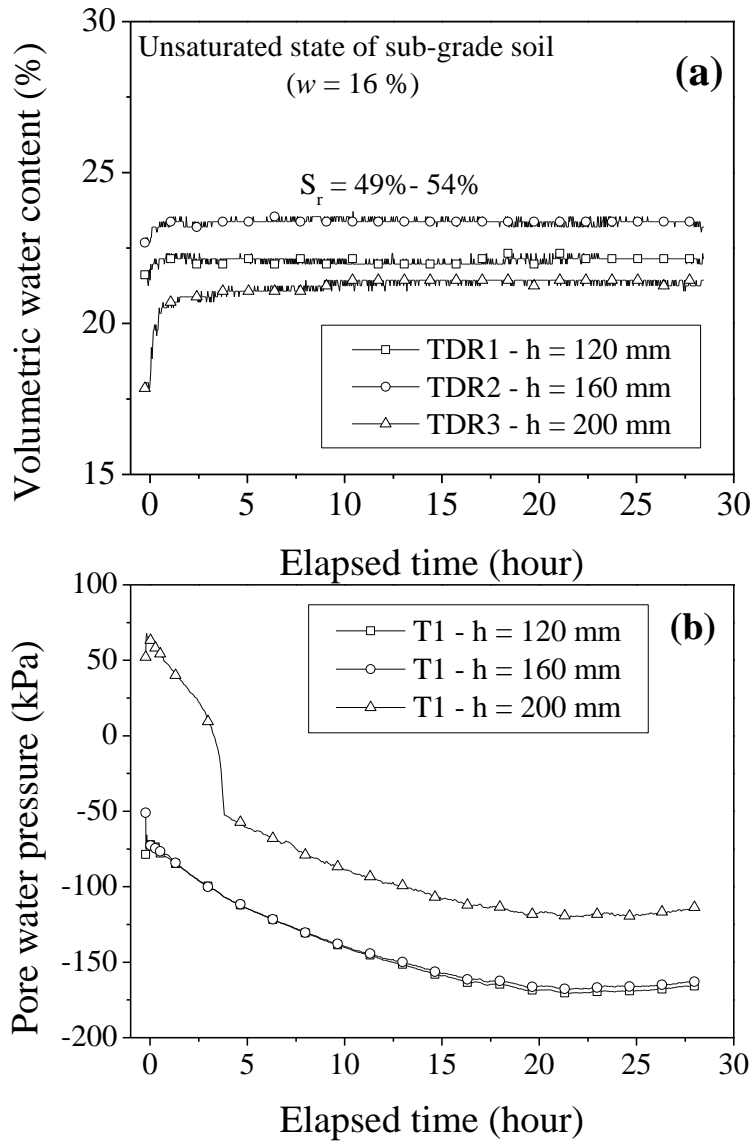 Unsaturated state of sub-grade soil
(w = 16 %)
(a)
S_r = 49%- 54%
TDR1 - h = 120 mm
TDR2 - h = 160 mm
TDR3 - h = 200 mm
Volumetric water content (%)
30
25
20
15
0 5 10 15 20 25 30
Elapsed time (hour)
T1 - h = 120 mm
T1 - h = 160 mm
T1 - h = 200 mm
(b)
Pore water pressure (kPa)
100
50
0
-50
-100
-150
-200
0 5 10 15 20 25 30
Elapsed time (hour)